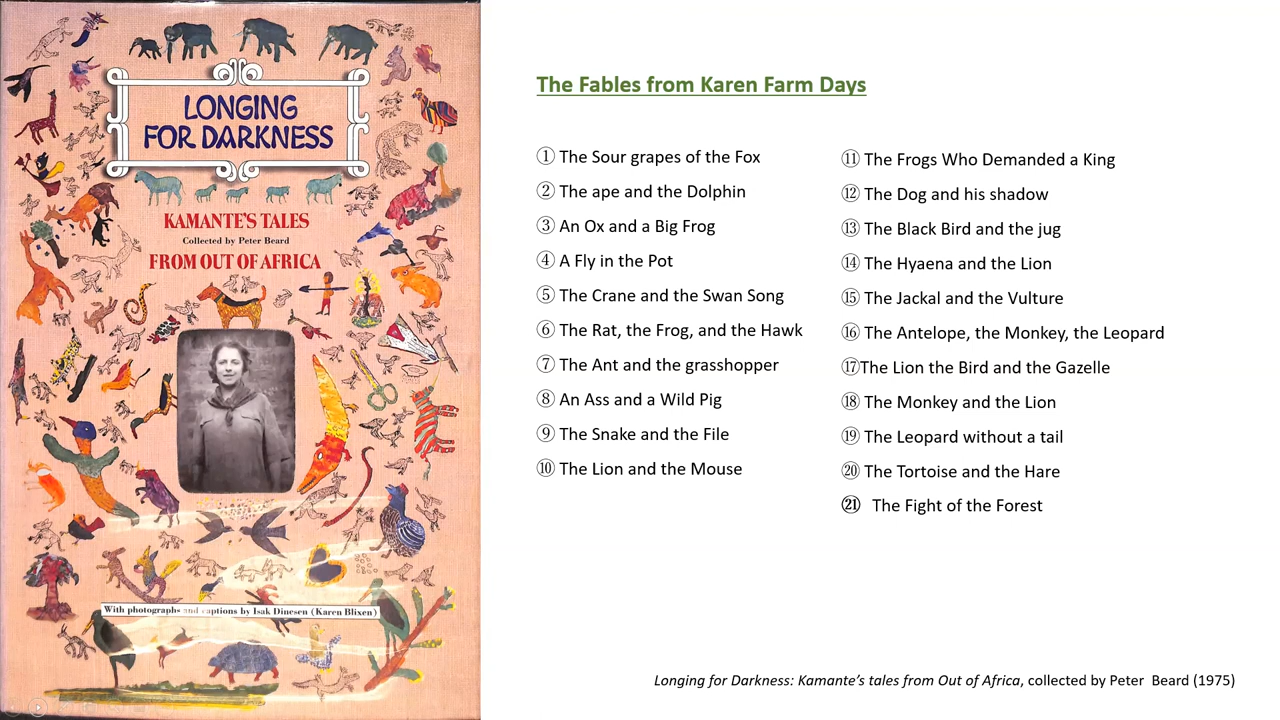 LONGING
FOR DARKNESS
KAMANTE'S TALES
Collected by Peter Beard
FROM OUT OF AFRICA
With photographs and captions by Isak Dinesen (Karen Blixen)
The Fables from Karen Farm Days
① The Sour grapes of the Fox
② The ape and the Dolphin
③ An Ox and a Big Frog
④ A Fly in the Pot
⑤ The Crane and the Swan Song
⑥ The Rat, the Frog, and the Hawk
⑦ The Ant and the grasshopper
⑧ An Ass and a Wild Pig
⑨ The Snake and the File
⑩ The Lion and the Mouse
⑪ The Frogs Who Demanded a King
⑫ The Dog and his shadow
⑬ The Black Bird and the jug
⑭ The Hyaena and the Lion
⑮ The Jackal and the Vulture
⑯ The Antelope, the Monkey, the Leopard
⑰The Lion the Bird and the Gazelle
⑱ The Monkey and the Lion
⑲ The Leopard without a tail
⑳ The Tortoise and the Hare
㉑ The Fight of the Forest
Longing for Darkness: Kamante's tales from Out of Africa, collected by Peter  Beard (1975)